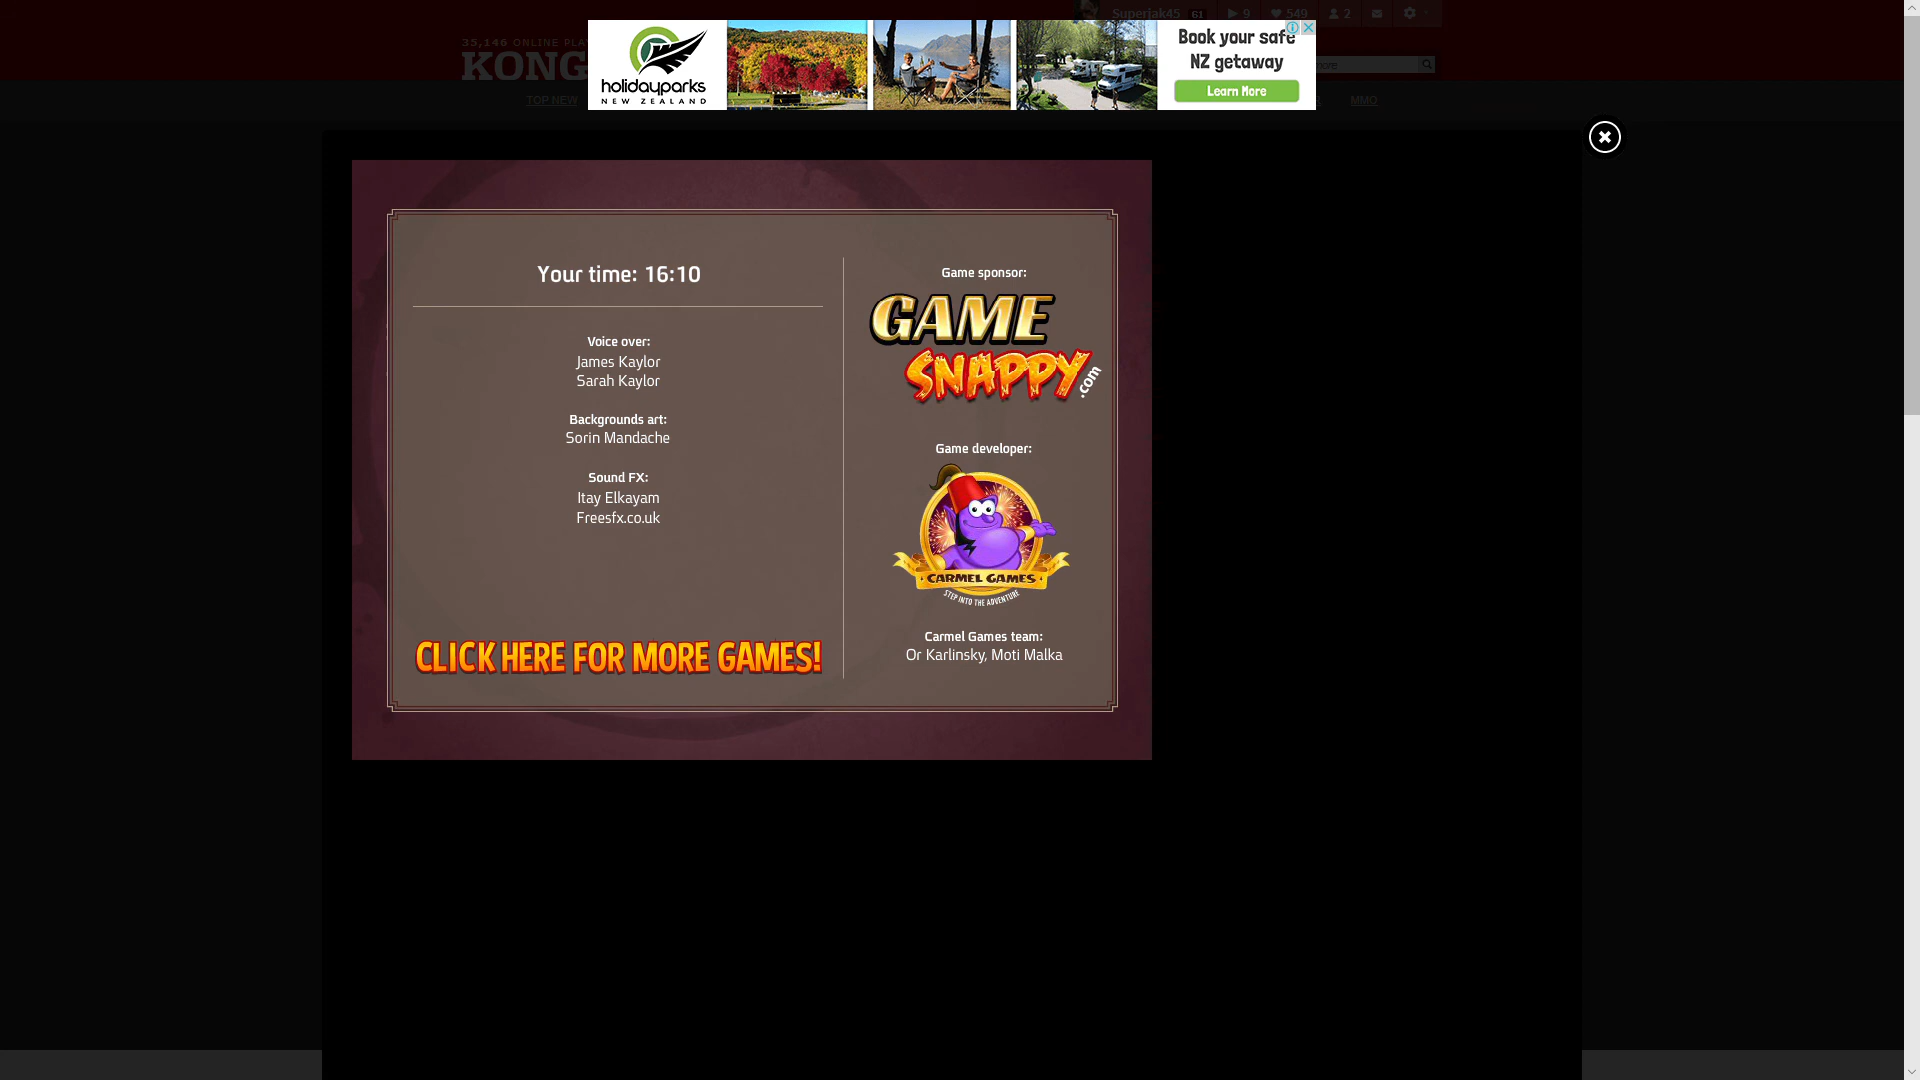 Superjak45 61 9 549 2
35,146 ONLINE PLA
KONG
holidayparks
NEW ZEALAND
Book your safe
NZ getaway
Learn More
more
TOP NEW
MMO
Your time: 16:10
Voice over:
James Kaylor
Sarah Kaylor
Backgrounds art:
Sorin Mandache
Sound FX:
Itay Elkayam
Freesfx.co.uk
CLICK HERE FOR MORE GAMES!
Game sponsor:
GAME
SNAPPY
.com
Game developer:
CARMEL GAMES
STEP INTO THE ADVENTURE
Carmel Games team:
Or Karlinsky, Moti Malka